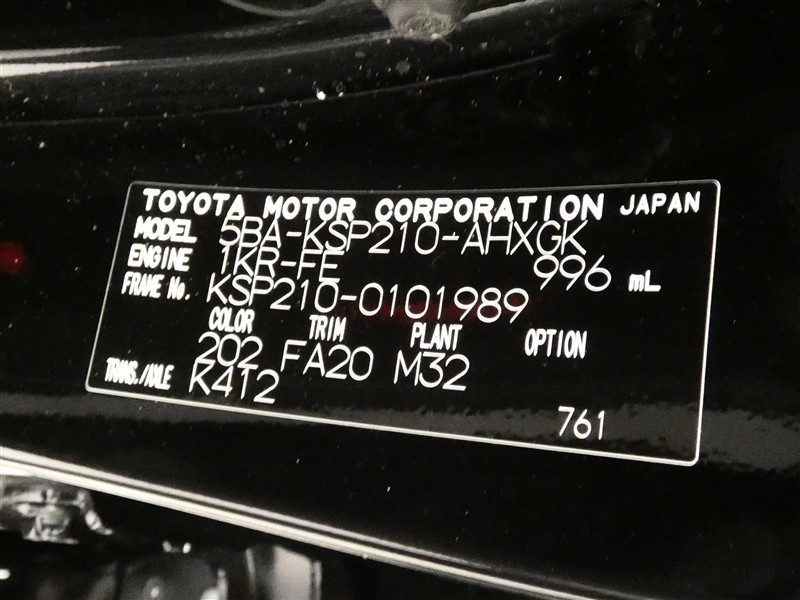 TOYOTA MOTOR CORPORATION JAPAN
MODEL 5BA-KSP210-AHXGK
ENGINE 1KR-FE 996 mL
FRAME No. KSP210-0101989
COLOR TRIM PLANT OPTION
202 FA20 M32
TRANS./AXLE K412
761